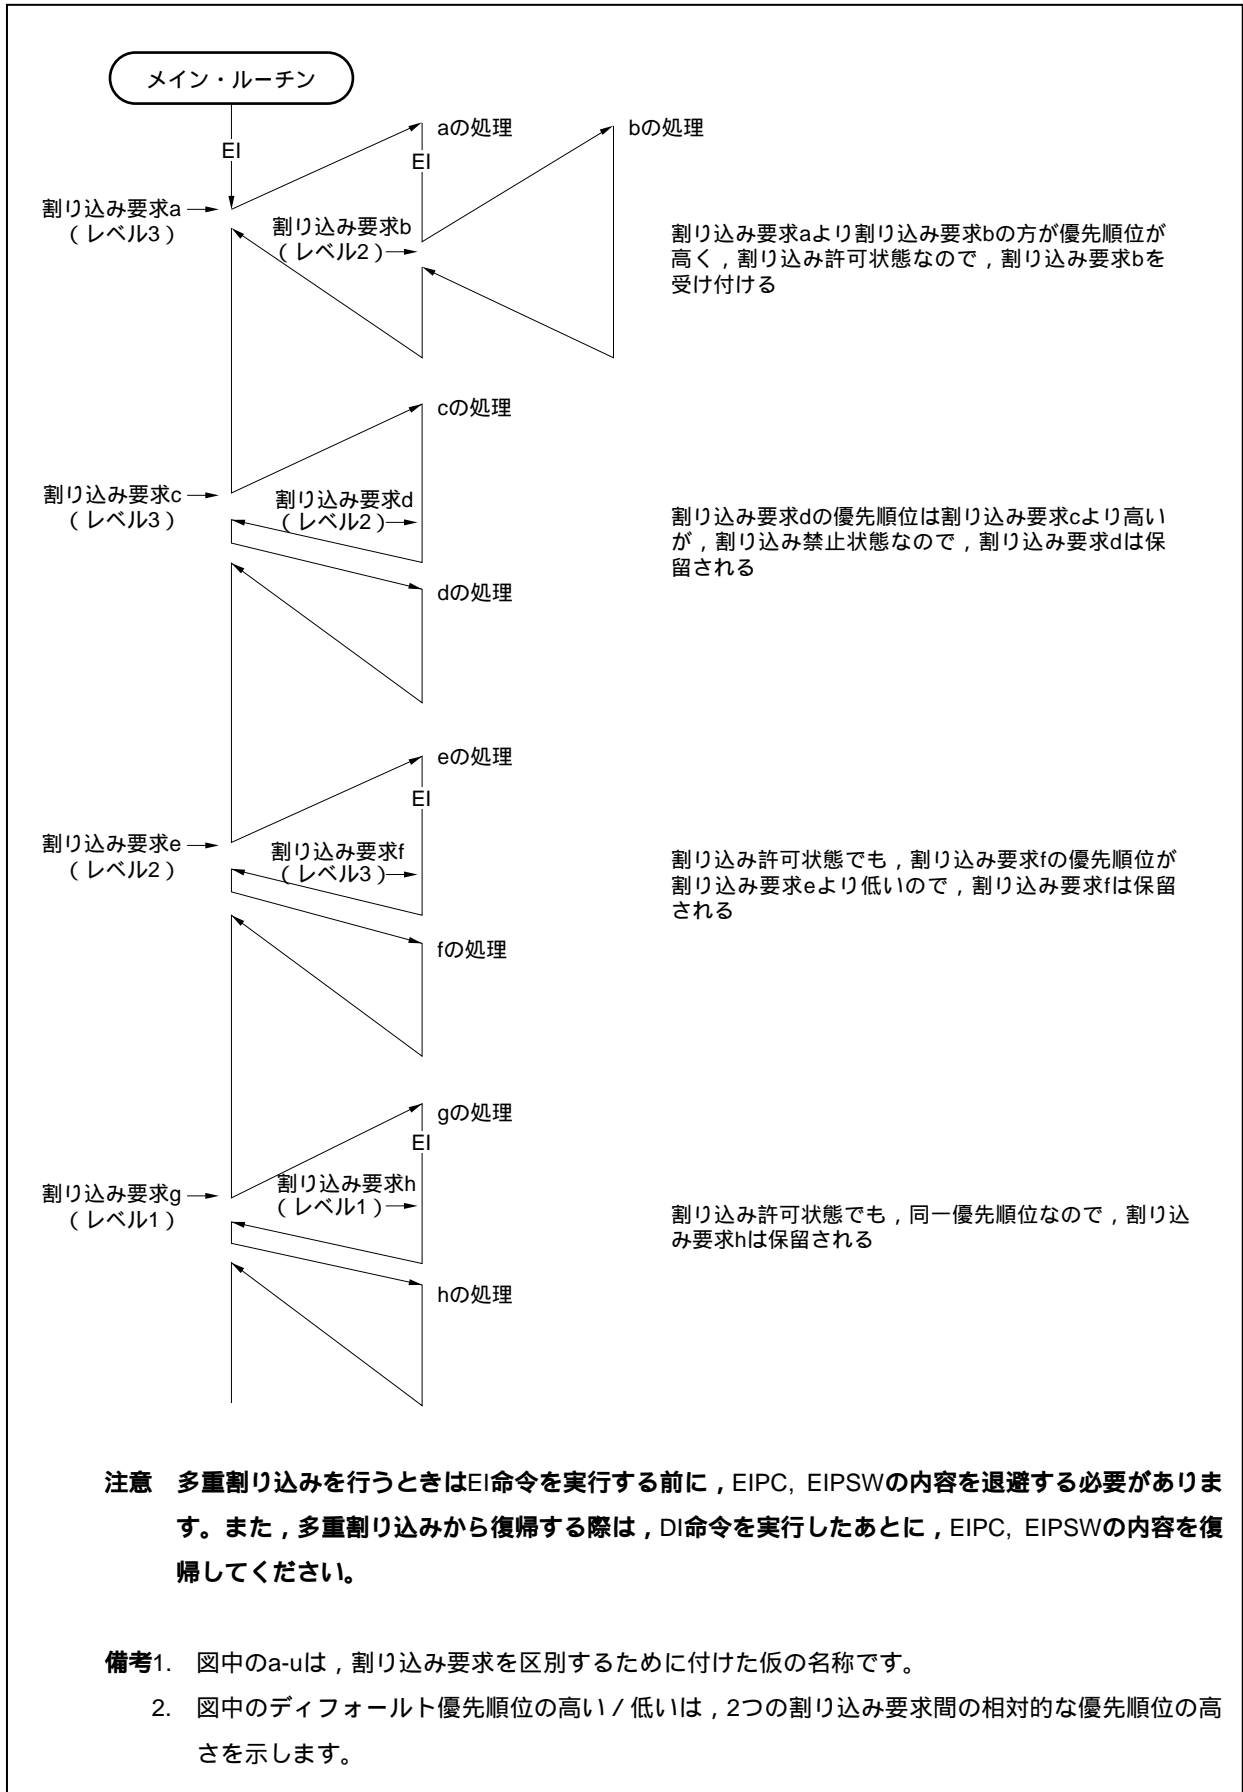 メイン・ルーチン
EI
aの処理
EI
bの処理
割り込み要求a
（レベル3）
割り込み要求b
（レベル2）
割り込み要求aより割り込み要求bの方が優先順位が
高く，割り込み許可状態なので，割り込み要求bを
受け付ける
cの処理
割り込み要求c
（レベル3）
割り込み要求d
（レベル2）
割り込み要求dの優先順位は割り込み要求cより高い
が，割り込み禁止状態なので，割り込み要求dは保
留される
dの処理
eの処理
EI
割り込み要求e
（レベル2）
割り込み要求f
（レベル3）
割り込み許可状態でも，割り込み要求fの優先順位が
割り込み要求eより低いので，割り込み要求fは保留
される
fの処理
gの処理
EI
割り込み要求g
（レベル1）
割り込み要求h
（レベル1）
割り込み許可状態でも，同一優先順位なので，割り込
み要求hは保留される
hの処理
注意 多重割り込みを行うときはEI命令を実行する前に，EIPC, EIPSWの内容を退避する必要がありま
す。また，多重割り込みから復帰する際は，DI命令を実行したあとに，EIPC, EIPSWの内容を復
帰してください。
備考1. 図中のa-uは，割り込み要求を区別するために付けた仮の名称です。
2. 図中のディフォールト優先順位の高い／低いは，2つの割り込み要求間の相対的な優先順位の高
さを示します。